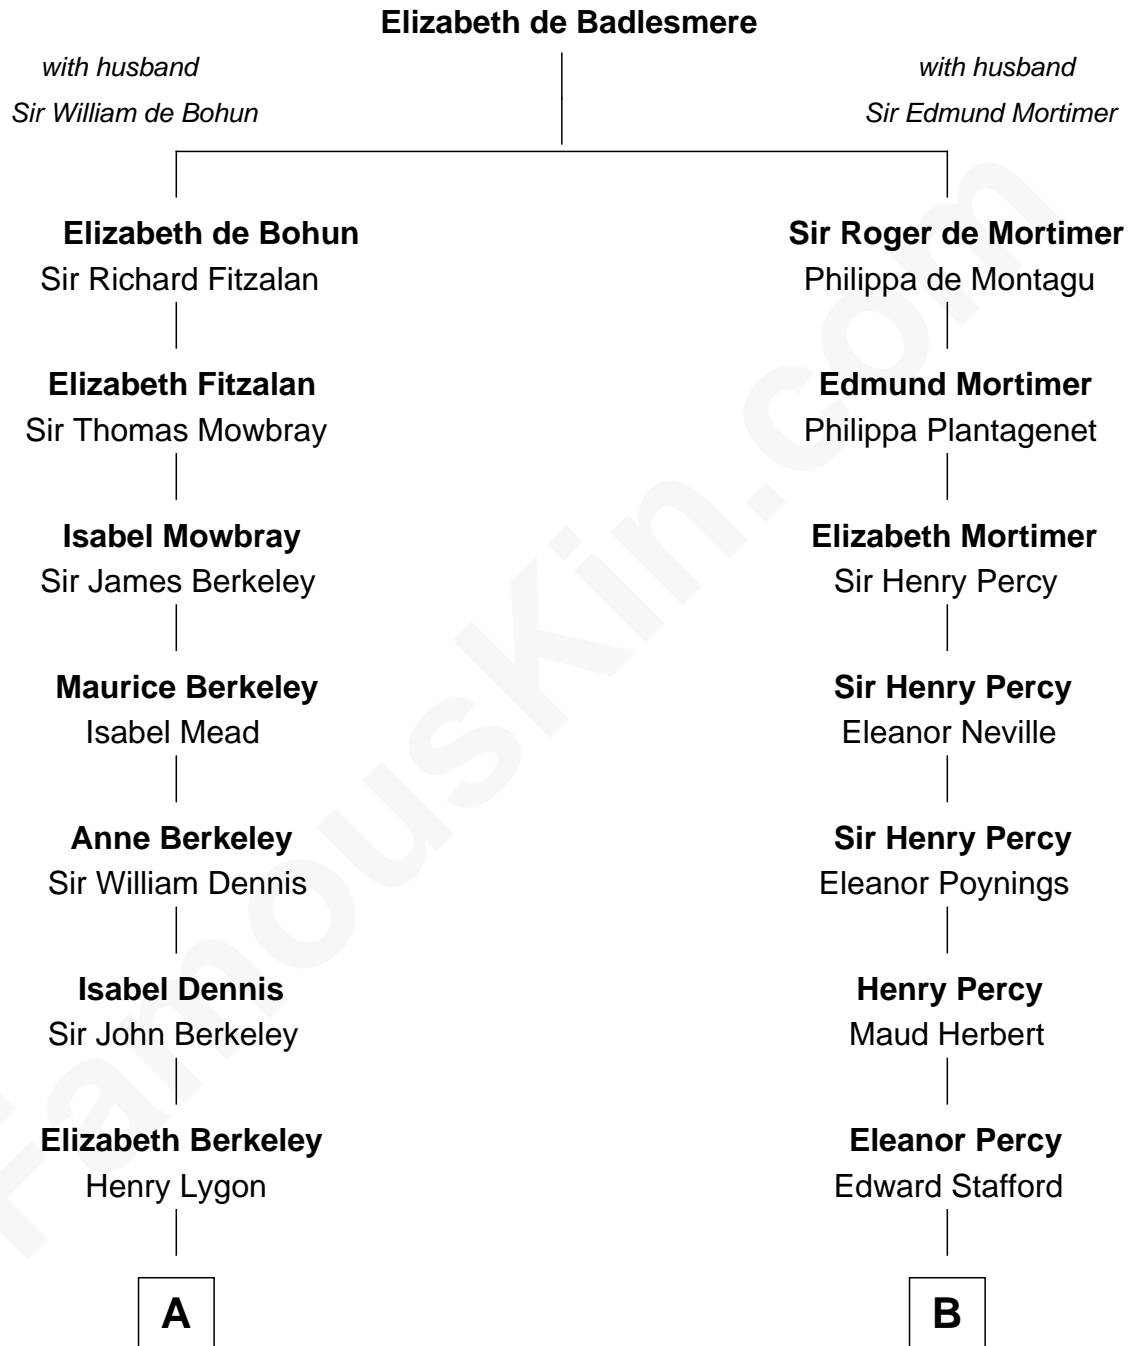 Elizabeth de Badlesmere
with husband
Sir William de Bohun
with husband
Sir Edmund Mortimer
Elizabeth de Bohun
Sir Richard Fitzalan
Sir Roger de Mortimer
Philippa de Montagu
Elizabeth Fitzalan
Sir Thomas Mowbray
Edmund Mortimer
Philippa Plantagenet
Isabel Mowbray
Sir James Berkeley
Elizabeth Mortimer
Sir Henry Percy
Maurice Berkeley
Isabel Mead
Sir Henry Percy
Eleanor Neville
Anne Berkeley
Sir William Dennis
Sir Henry Percy
Eleanor Poynings
Isabel Dennis
Sir John Berkeley
Henry Percy
Maud Herbert
Elizabeth Berkeley
Henry Lygon
Eleanor Percy
Edward Stafford
A
B
FamousKin.com